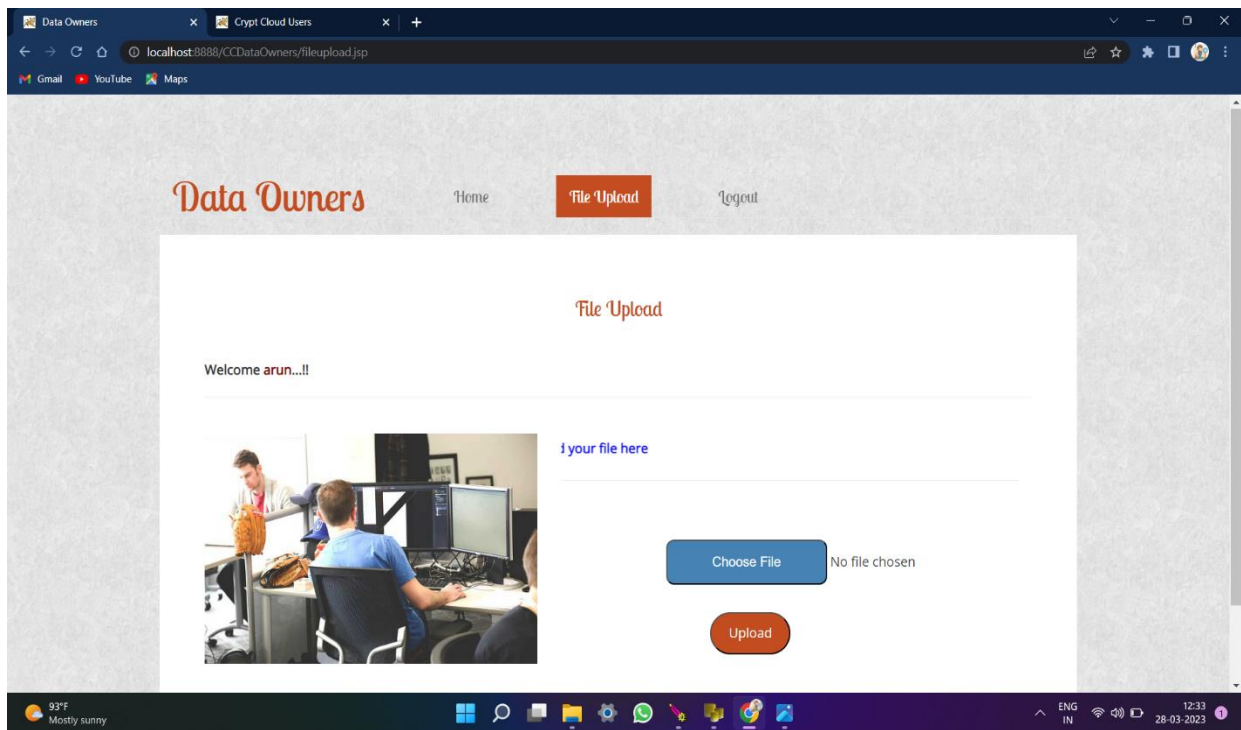 Data Owners
Crypt Cloud Users
localhost:8888/CCDataOwners/fileupload.jsp
Gmail
YouTube
Maps
Data Owners
Home
File Upload
Logout
File Upload
Welcome arun...!!
d your file here
Choose File
No file chosen
Upload
93°F
Mostly sunny
ENG
IN
12:33
28-03-2023
1